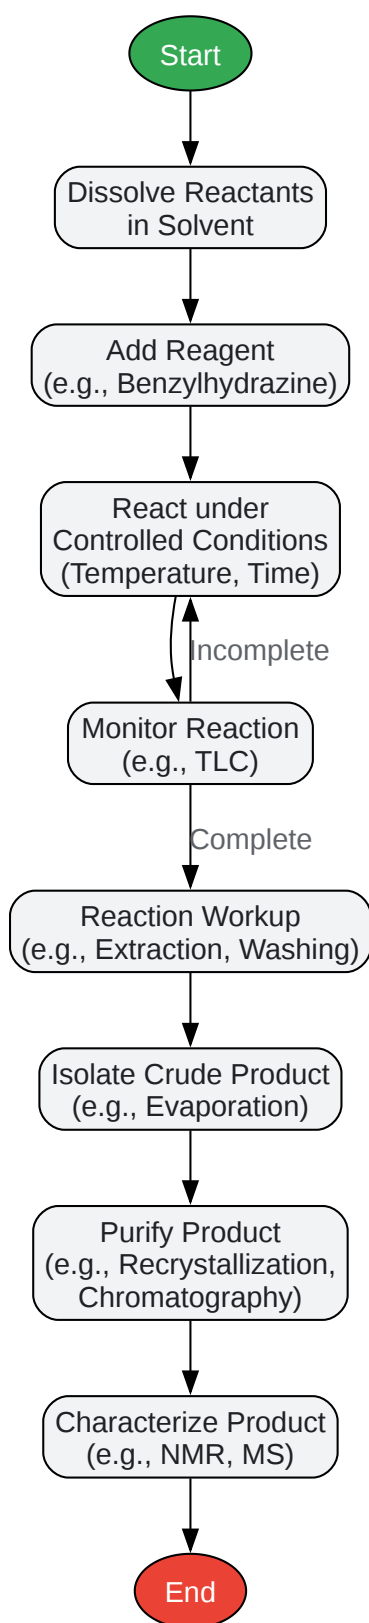 Start
Dissolve Reactants
in Solvent
Add Reagent
(e.g., Benzylhydrazine)
React under
Controlled Conditions
(Temperature, Time)
Incomplete
Monitor Reaction
(e.g., TLC)
Complete
Reaction Workup
(e.g., Extraction, Washing)
Isolate Crude Product
(e.g., Evaporation)
Purify Product
(e.g., Recrystallization,
Chromatography)
Characterize Product
(e.g., NMR, MS)
End